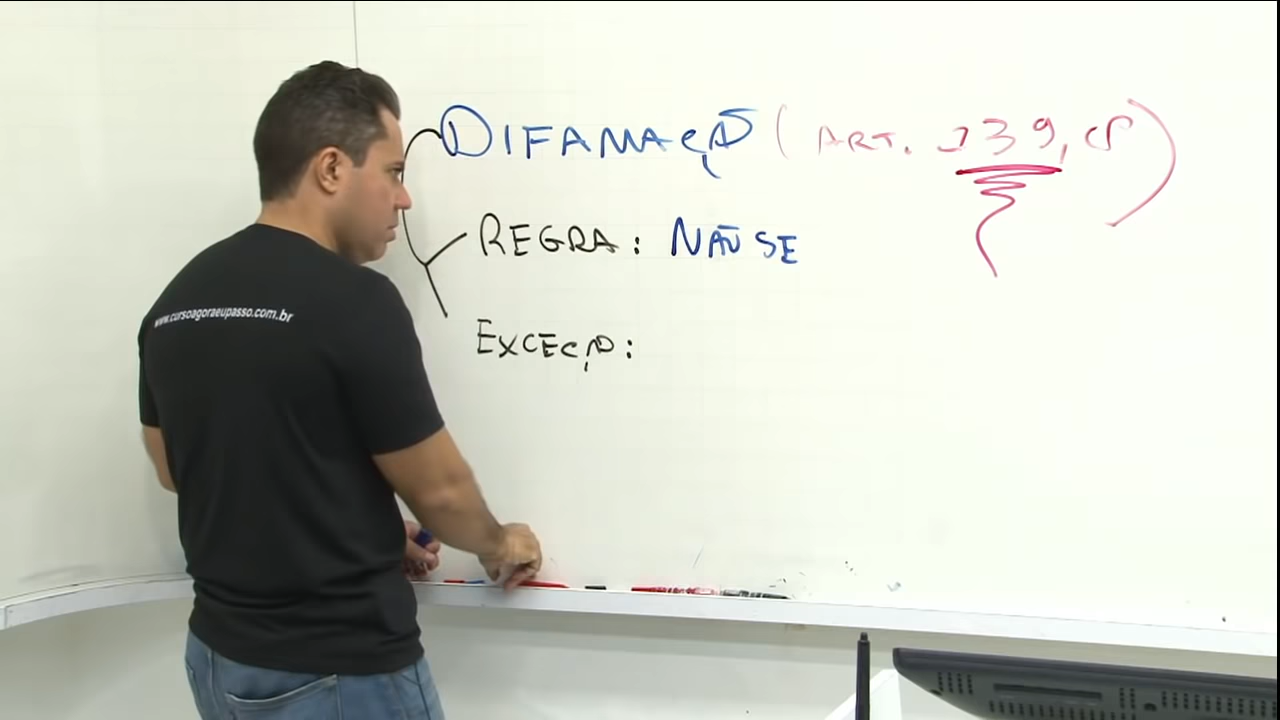 DIFAMAÇÃO (ART. 139, CP)
REGRA: NÃO SE
EXCEÇÃO:
www.cursoagoraeupasso.com.br